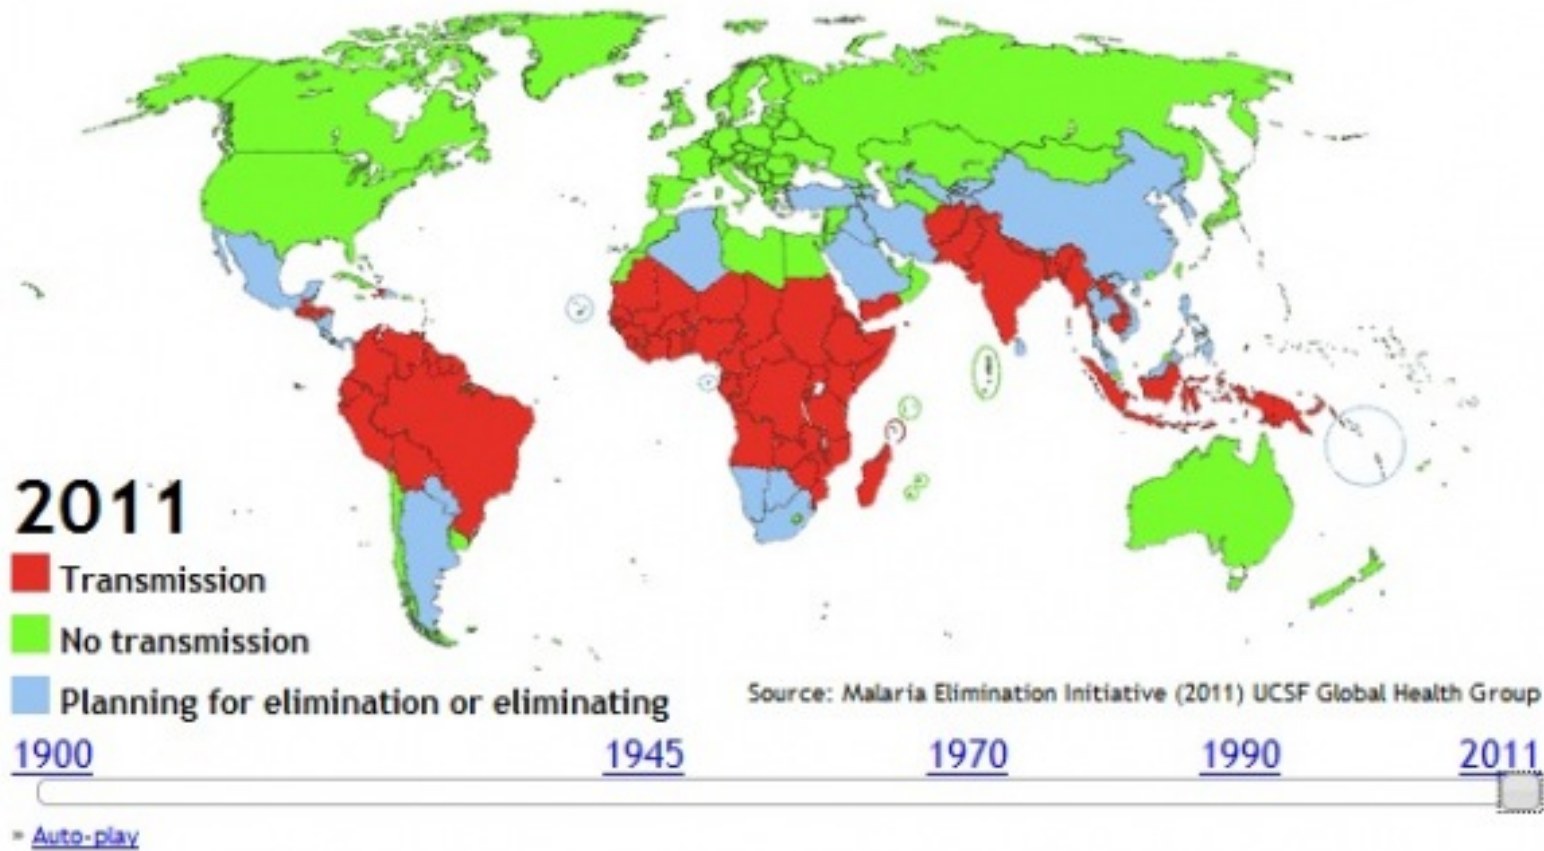 2011
Transmission
No transmission
Planning for elimination or eliminating
Source: Malaria Elimination Initiative (2011) UCSF Global Health Group
1900 1945 1970 1990 2011
» Auto-play